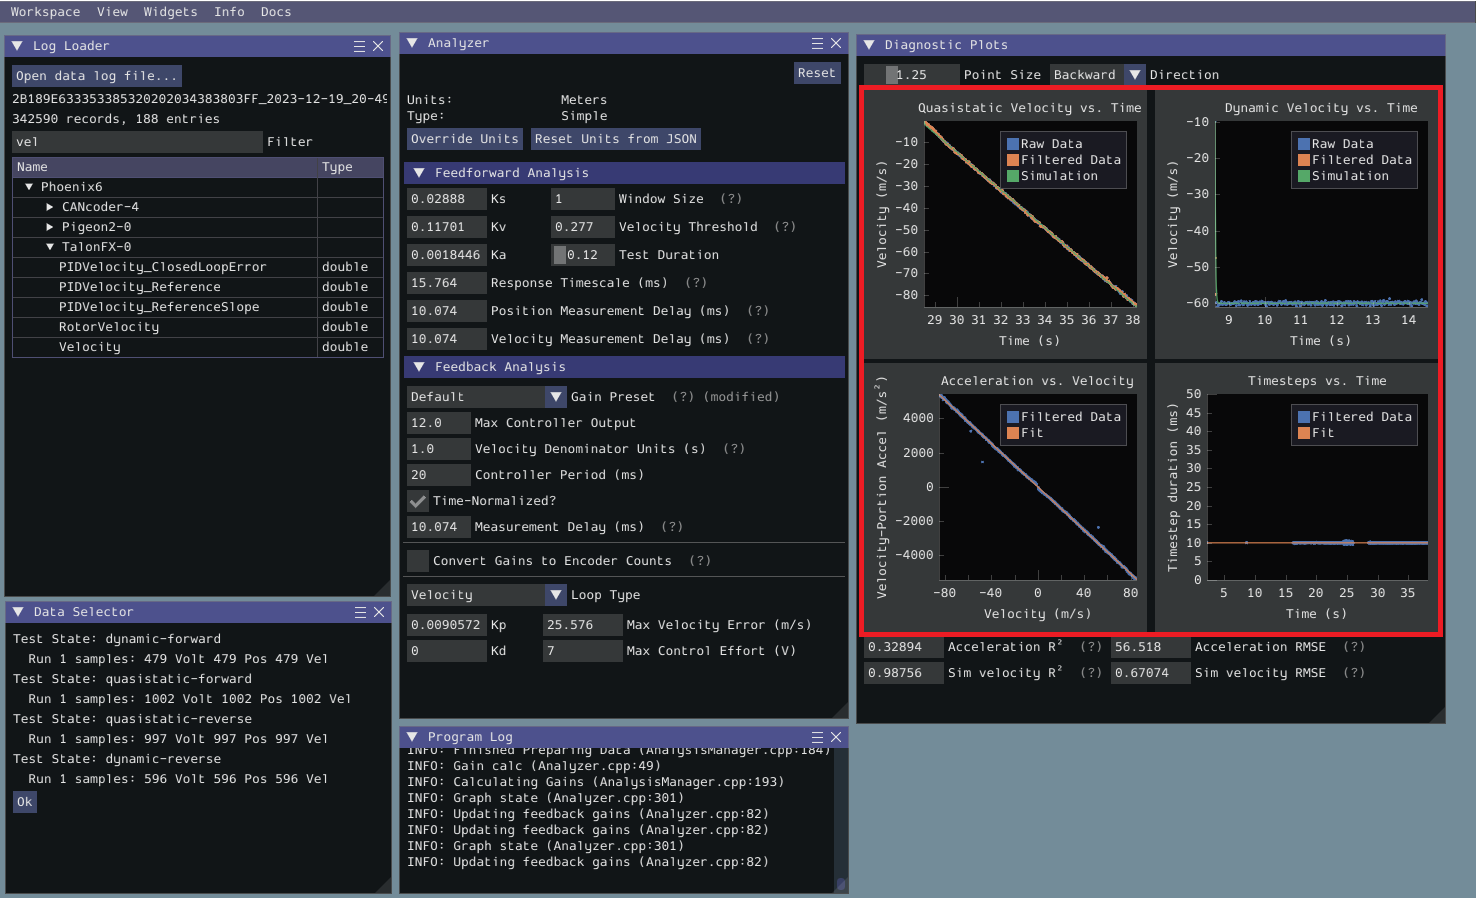 Workspace View Widgets Info Docs
Log Loader
Open data log file...
2B189E6333533853202020343838​03FF_2023-12-19_20-49
342590 records, 188 entries
vel Filter
Name Type
Phoenix6
CANcoder-4
Pigeon2-0
TalonFX-0
PIDVelocity_ClosedLoopError double
PIDVelocity_Reference double
PIDVelocity_ReferenceSlope double
RotorVelocity double
Velocity double
Data Selector
Test State: dynamic-forward
Run 1 samples: 479 Volt 479 Pos 479 Vel
Test State: quasistatic-forward
Run 1 samples: 1002 Volt 1002 Pos 1002 Vel
Test State: quasistatic-reverse
Run 1 samples: 997 Volt 997 Pos 997 Vel
Test State: dynamic-reverse
Run 1 samples: 596 Volt 596 Pos 596 Vel
Ok
Analyzer
Reset
Units: Meters
Type: Simple
Override Units Reset Units from JSON
Feedforward Analysis
0.02888 Ks 1 Window Size (?)
0.11701 Kv 0.277 Velocity Threshold (?)
0.0018446 Ka 0.12 Test Duration
15.764 Response Timescale (ms) (?)
10.074 Position Measurement Delay (ms) (?)
10.074 Velocity Measurement Delay (ms) (?)
Feedback Analysis
Default Gain Preset (?) (modified)
12.0 Max Controller Output
1.0 Velocity Denominator Units (s) (?)
20 Controller Period (ms)
Time-Normalized?
10.074 Measurement Delay (ms) (?)
Convert Gains to Encoder Counts (?)
Velocity Loop Type
0.0090572 Kp 25.576 Max Velocity Error (m/s)
0 Kd 7 Max Control Effort (V)
Program Log
INFO: Finished Preparing Data (AnalysisManager.cpp:184)
INFO: Gain calc (Analyzer.cpp:49)
INFO: Calculating Gains (AnalysisManager.cpp:193)
INFO: Graph state (Analyzer.cpp:301)
INFO: Updating feedback gains (Analyzer.cpp:82)
INFO: Updating feedback gains (Analyzer.cpp:82)
INFO: Graph state (Analyzer.cpp:301)
INFO: Updating feedback gains (Analyzer.cpp:82)
Diagnostic Plots
1.25 Point Size Backward Direction
Quasistatic Velocity vs. Time
Velocity (m/s)
-10
-20
-30
-40
-50
-60
-70
-80
Raw Data
Filtered Data
Simulation
29 30 31 32 33 34 35 36 37 38
Time (s)
Dynamic Velocity vs. Time
Velocity (m/s)
-10
-20
-30
-40
-50
-60
Raw Data
Filtered Data
Simulation
9 10 11 12 13 14
Time (s)
Acceleration vs. Velocity
Velocity-Portion Accel (m/s²)
4000
2000
0
-2000
-4000
Filtered Data
Fit
-80 -40 0 40 80
Velocity (m/s)
Timesteps vs. Time
Timestep duration (ms)
50
45
40
35
30
25
20
15
10
5
0
Filtered Data
Fit
5 10 15 20 25 30 35
Time (s)
0.32894 Acceleration R² (?) 56.518 Acceleration RMSE (?)
0.98756 Sim velocity R² (?) 0.67074 Sim velocity RMSE (?)